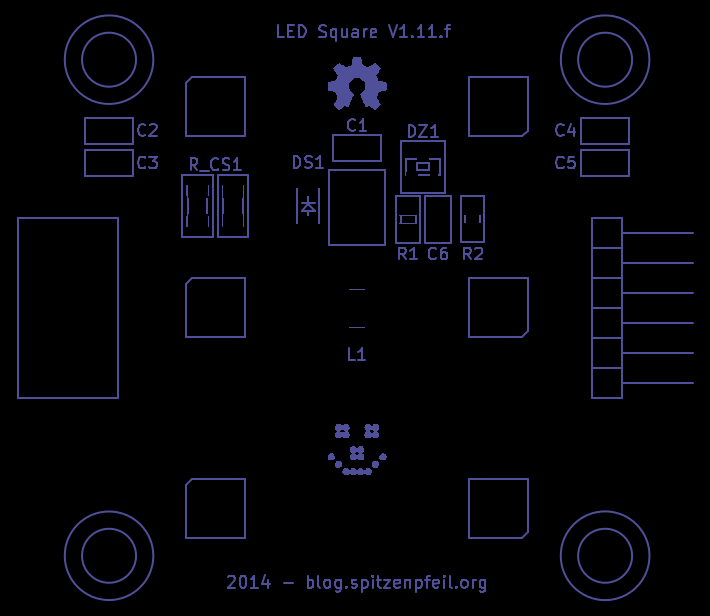 LED Square V1.11.f
C1
DZ1
C2
C4
DS1
R_CS1
C3
C5
R1
C6
R2
L1
2014 - blog.spitzenpfeil.org